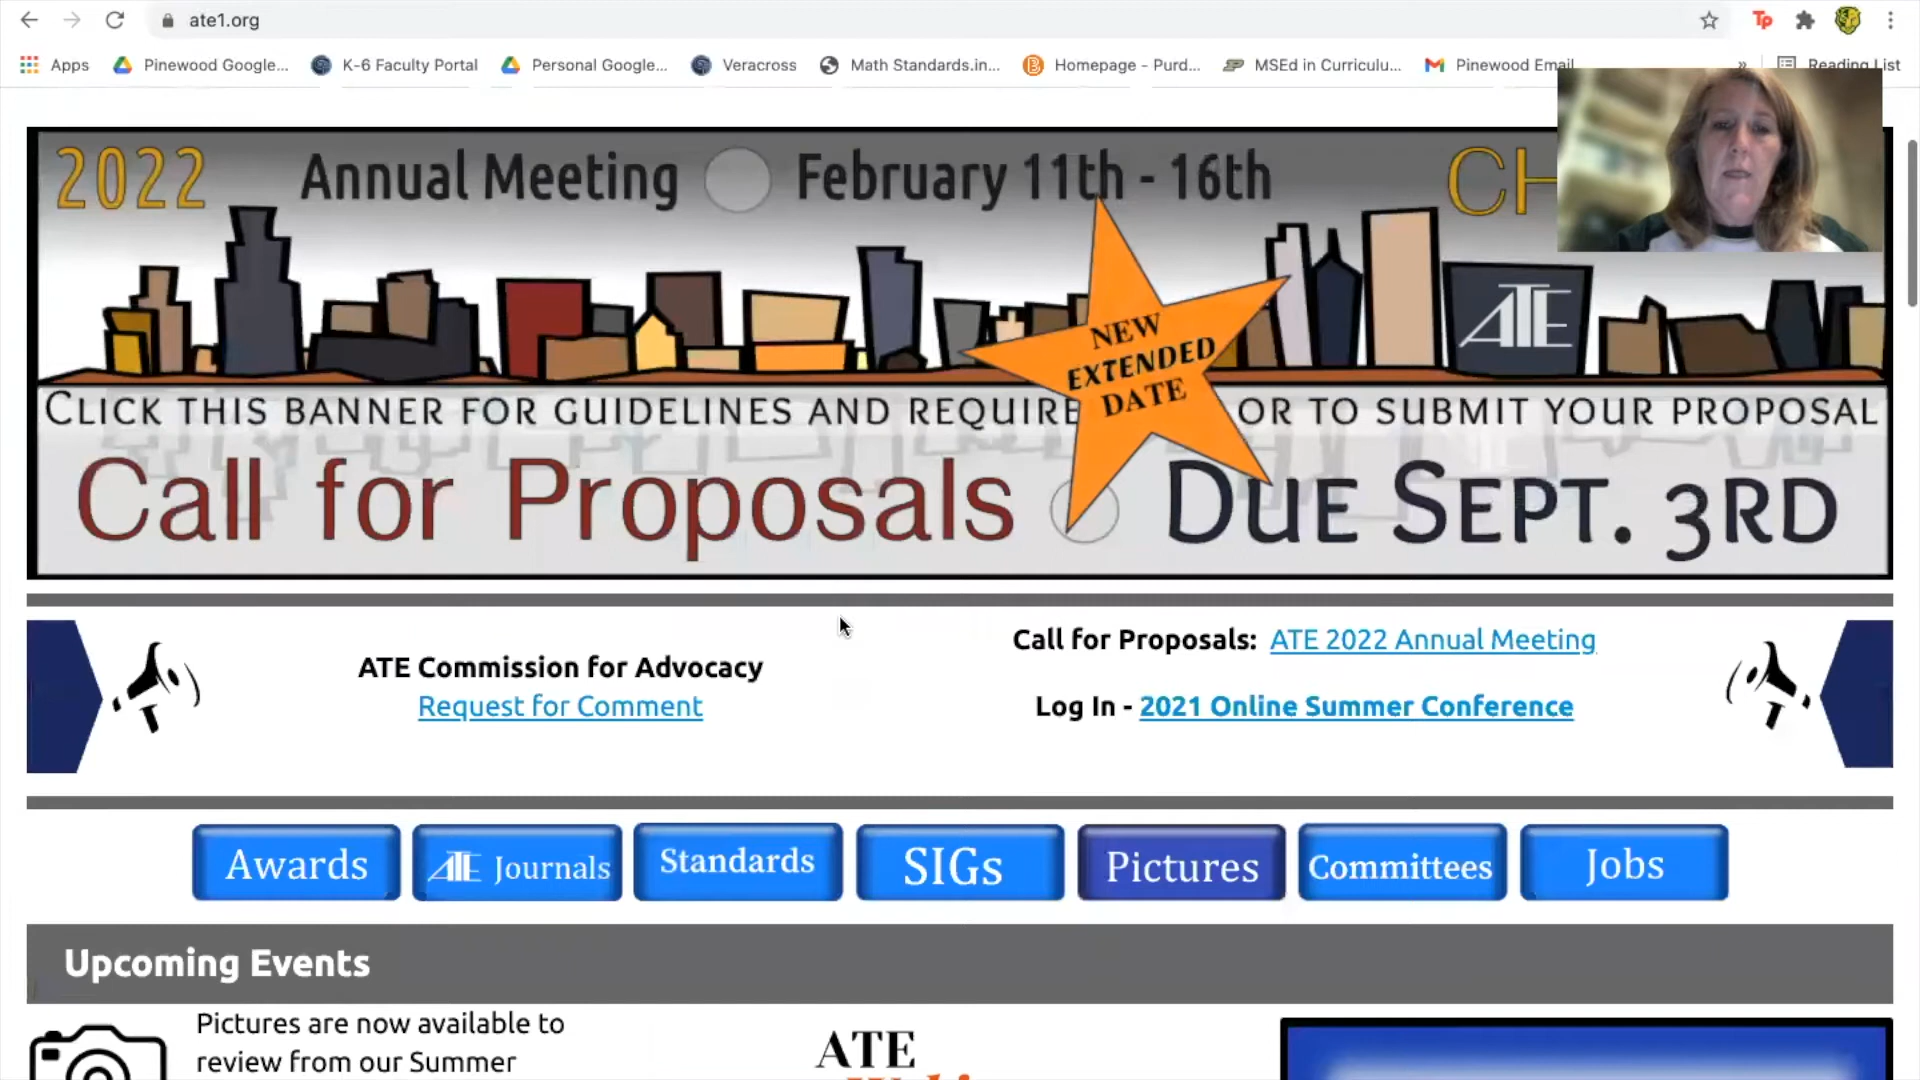 ate1.org
Tp
Apps
Pinewood Google...
K-6 Faculty Portal
Personal Google...
Veracross
Math Standards.in...
Homepage - Purd...
MSEd in Curriculu...
Pinewood Email
»
Reading List
2022 Annual Meeting February 11th - 16th CH
ATE
NEW
EXTENDED
DATE
CLICK THIS BANNER FOR GUIDELINES AND REQUIRE OR TO SUBMIT YOUR PROPOSAL
Call for Proposals DUE SEPT. 3RD
ATE Commission for Advocacy
Request for Comment
Call for Proposals: ATE 2022 Annual Meeting
Log In - 2021 Online Summer Conference
Awards
ATE Journals
Standards
SIGs
Pictures
Committees
Jobs
Upcoming Events
Pictures are now available to
review from our Summer
ATE